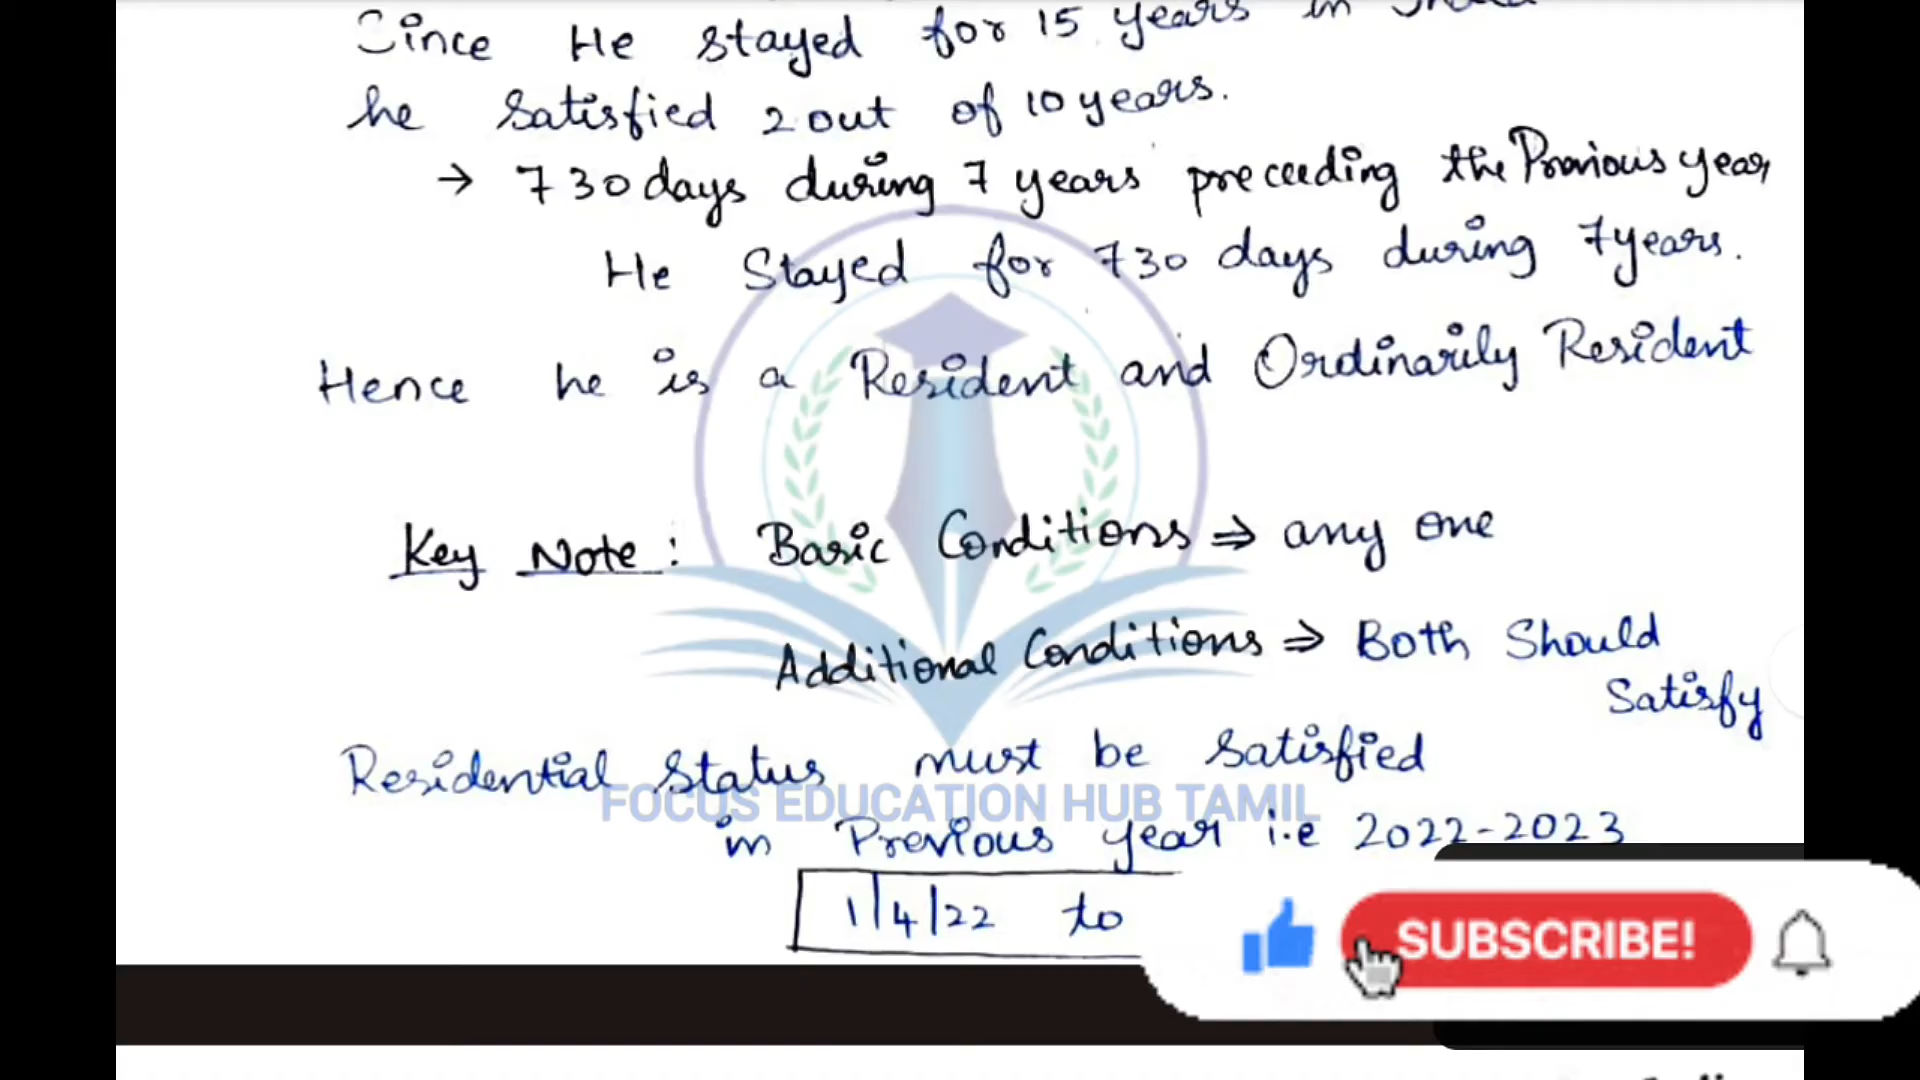 Since He stayed for 15 years in India
he satisfied 2 out of 10 years.
→ 730 days during 7 years preceeding the Previous year,
He Stayed for 730 days during 7 years.
Hence he is a Resident and Ordinarily Resident
Key Note: Basic Conditions ⇒ any one
Additional Conditions ⇒ Both Should
Satisfy
Residential Status must be satisfied
FOCUS EDUCATION HUB TAMIL
in Previous year i.e 2022-2023
1/4/22 to
SUBSCRIBE!